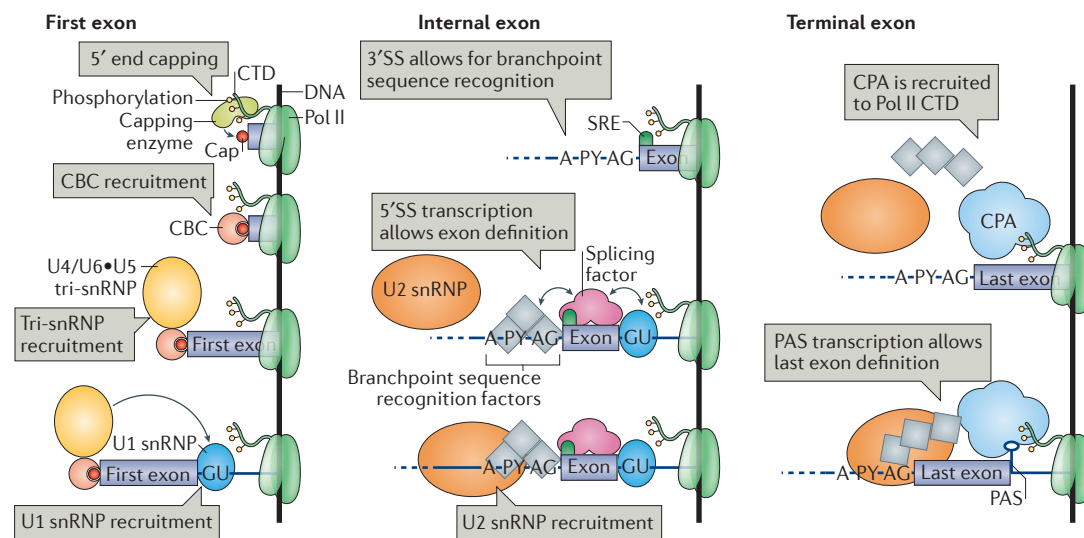 First exon
5′ end capping
CTD
Phosphorylation
DNA
Capping
enzyme
Pol II
Cap
CBC recruitment
CBC
U4/U6•U5
tri-snRNP
Tri-snRNP
recruitment
First exon
U1 snRNP
First exon
GU
U1 snRNP recruitment
Internal exon
3′SS allows for branchpoint
sequence recognition
SRE
A-PY-AG
Exon
5′SS transcription
allows exon definition
Splicing
factor
U2 snRNP
A-PY-AG
Exon
GU
Branchpoint sequence
recognition factors
A-PY-AG
Exon
GU
U2 snRNP recruitment
Terminal exon
CPA is recruited
to Pol II CTD
CPA
A-PY-AG
Last exon
PAS transcription allows
last exon definition
A-PY-AG
Last exon
PAS